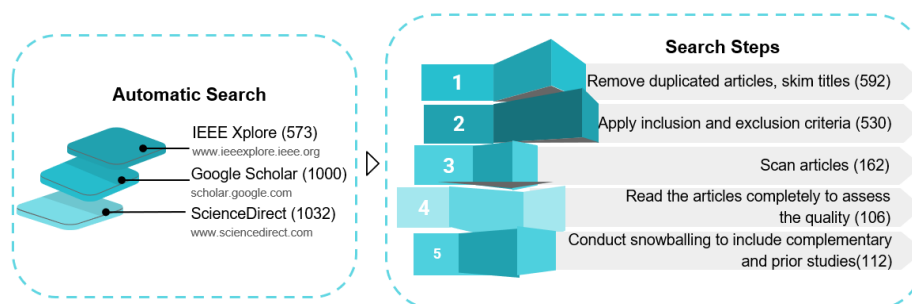 Automatic Search
IEEE Xplore (573)
www.ieeexplore.ieee.org
Google Scholar (1000)
scholar.google.com
ScienceDirect (1032)
www.sciencedirect.com
Search Steps
1
Remove duplicated articles, skim titles (592)
2
Apply inclusion and exclusion criteria (530)
3
Scan articles (162)
4
Read the articles completely to assess
the quality (106)
5
Conduct snowballing to include complementary
and prior studies(112)